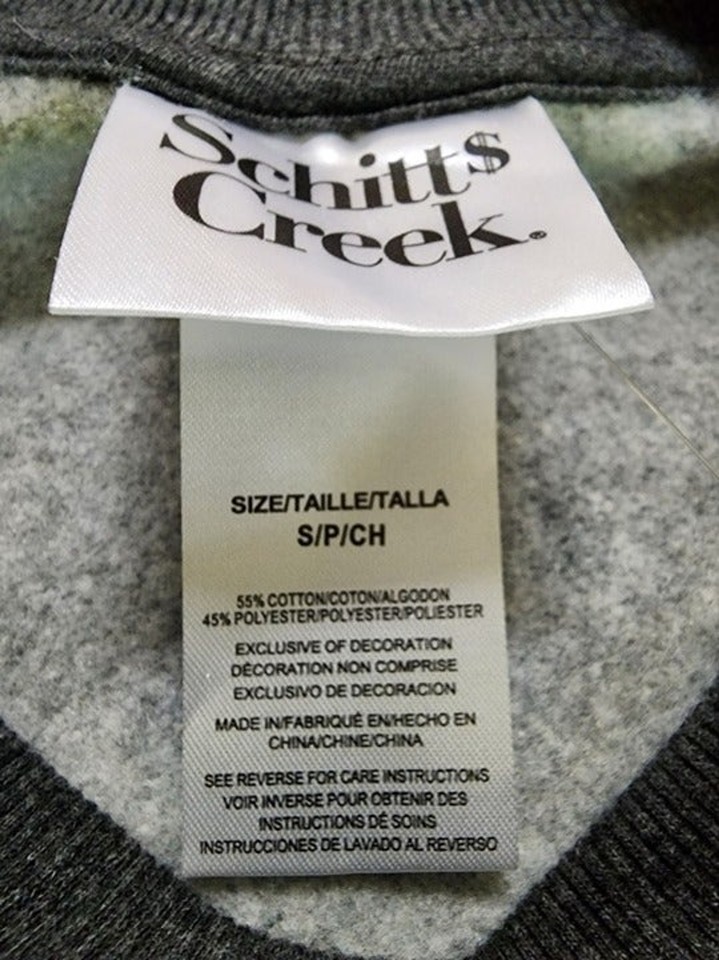 Schitt$
Creek®
SIZE/TAILLE/TALLA
S/P/CH
55% COTTON/COTON/ALGODON
45% POLYESTER/POLYESTER/POLIESTER
EXCLUSIVE OF DECORATION
DÉCORATION NON COMPRISE
EXCLUSIVO DE DECORACION
MADE IN/FABRIQUÉ EN/HECHO EN
CHINA/CHINE/CHINA
SEE REVERSE FOR CARE INSTRUCTIONS
VOIR INVERSE POUR OBTENIR DES
INSTRUCTIONS DÉ SOINS
INSTRUCCIONES DE LAVADO AL REVERSO